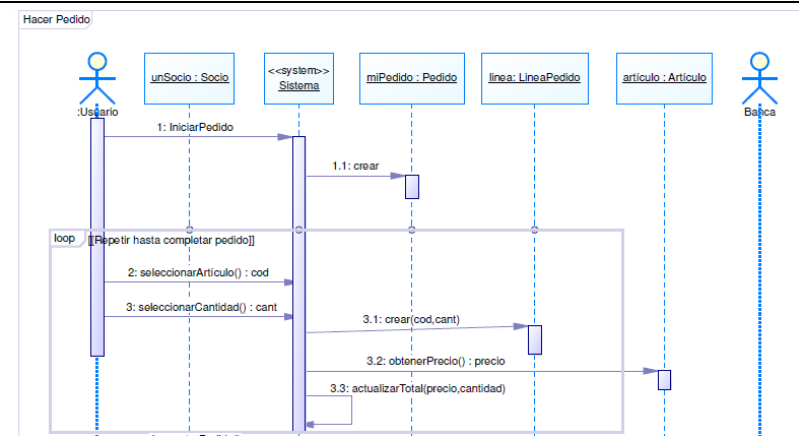 Hacer Pedido
:Usuario
unSocio : Socio
<<system>>
Sistema
miPedido : Pedido
linea: LineaPedido
artículo : Artículo
Banca
1: IniciarPedido
1.1: crear
loop
[[Repetir hasta completar pedido]]
2: seleccionarArtículo() : cod
3: seleccionarCantidad() : cant
3.1: crear(cod,cant)
3.2: obtenerPrecio() : precio
3.3: actualizarTotal(precio,cantidad)